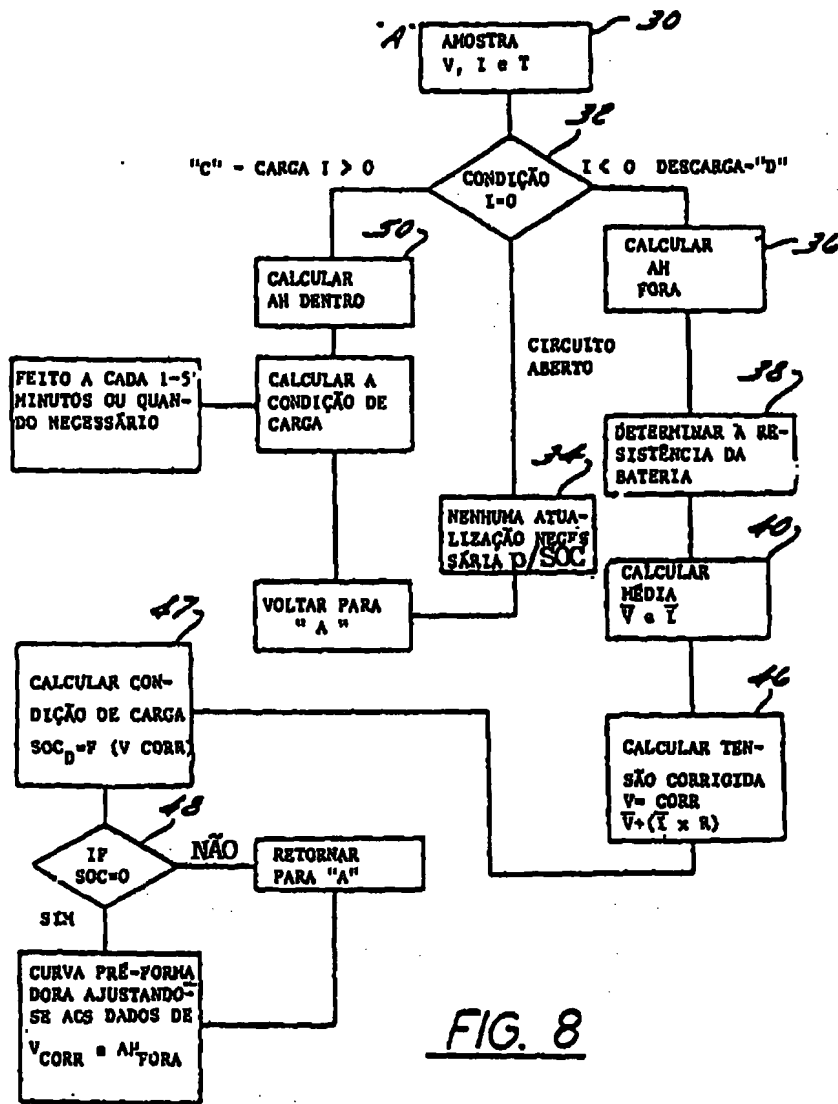 "A"
30
AMOSTRA
V, I e T
32
"C" - CARGA I > 0
CONDIÇÃO
I=0
I < 0 DESCARGA-"D"
50
CALCULAR
AH DENTRO
36
CALCULAR
AH
FORA
CIRCUITO
ABERTO
FEITO A CADA 1-5'
MINUTOS OU QUAN-
DO NECESSÁRIO
CALCULAR A
CONDIÇÃO DE
CARGA
38
DETERMINAR A RE-
SISTÊNCIA DA
BATERIA
34
NENHUMA ATUA-
LIZAÇÃO NECES
SÁRIA p/SOC
40
CALCULAR
MÉDIA
V̅ e I̅
VOLTAR PARA
" A "
47
CALCULAR CON-
DIÇÃO DE CARGA
SOC_D=F (V CORR)
46
CALCULAR TEN-
SÃO CORRIGIDA
V= CORR
V̅+(I̅ x R)
48
IF
SOC=0
NÃO
RETORNAR
PARA "A"
SIM
CURVA PRÉ-FORMA
DORA AJUSTANDO-
SE AOS DADOS DE
V_CORR e AH_FORA
FIG. 8